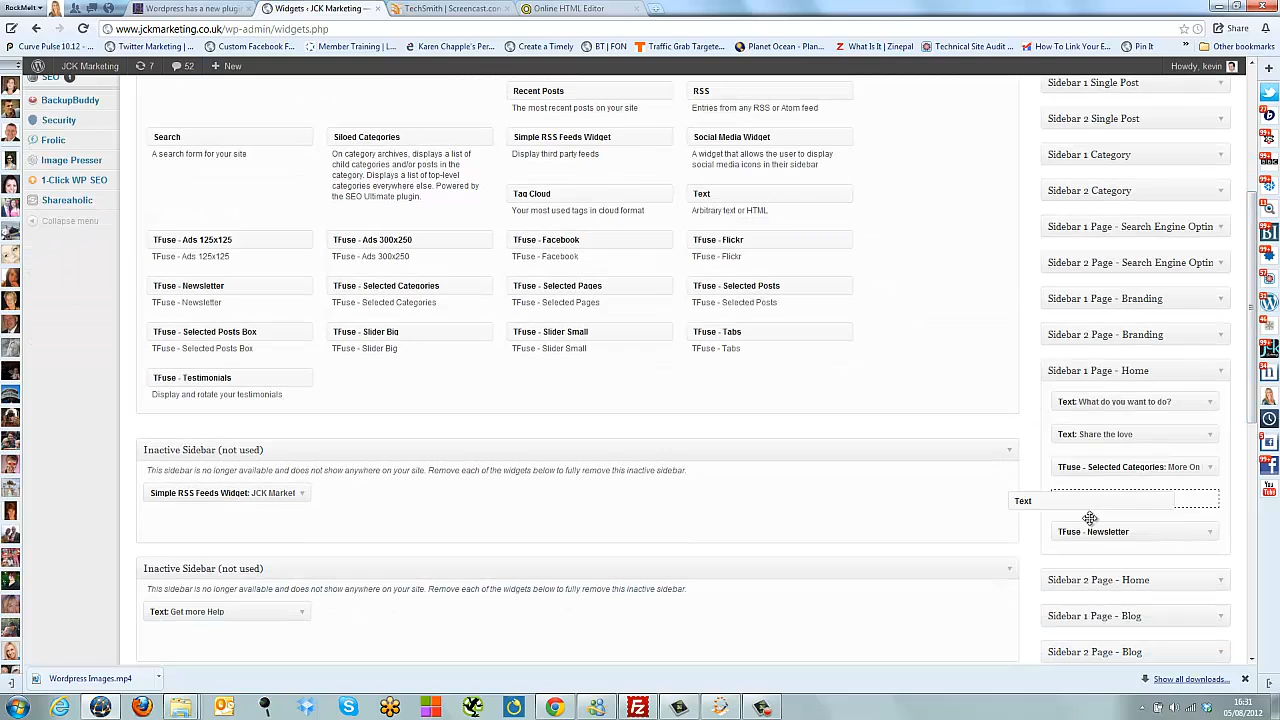 RockMelt
Wordpress has a new plugi
Widgets ‹ JCK Marketing —
TechSmith | Screencast.com
Online HTML Editor
www.jckmarketing.co.uk/wp-admin/widgets.php
Share
Curve Pulse 10.12 -
Twitter Marketing
Custom Facebook F
Member Training | L
Karen Chapple's Per
Create a Timely
BT | FON
Traffic Grab Targete
Planet Ocean - Plan
What Is It? | Zinepal
Technical Site Audit
How To Link Your E
Pin It
Other bookmarks
JCK Marketing
7
52
New
Howdy, kevin
SEO 1
BackupBuddy
Security
Frolic
Image Presser
1-Click WP SEO
Shareaholic
Collapse menu
Recent Posts
The most recent posts on your site
RSS
Entries from any RSS or Atom feed
Search
A search form for your site
Siloed Categories
On category archives, displays a list of
child categories and/or posts in the
category. Displays a list of top-level
categories everywhere else. Powered by
the SEO Ultimate plugin.
Simple RSS Feeds Widget
Display third party feeds
Social Media Widget
A widget that allows the user to display
social media icons in their sidebar
Tag Cloud
Your most used tags in cloud format
Text
Arbitrary text or HTML
TFuse - Ads 125x125
TFuse - Ads 125x125
TFuse - Ads 300x250
TFuse - Ads 300x250
TFuse - Facebook
TFuse - Facebook
TFuse - Flickr
TFuse - Flickr
TFuse - Newsletter
TFuse - Newsletter
TFuse - Selected Categories
TFuse - Selected Categories
TFuse - Selected Pages
TFuse - Selected Pages
TFuse - Selected Posts
TFuse - Selected Posts
TFuse - Selected Posts Box
TFuse - Selected Posts Box
TFuse - Slider Big
TFuse - Slider Big
TFuse - Slider Small
TFuse - Slider Small
TFuse - Tabs
TFuse - Tabs
TFuse - Testimonials
Display and rotate your testimonials
Inactive Sidebar (not used)
This sidebar is no longer available and does not show anywhere on your site. Remove each of the widgets below to fully remove this inactive sidebar.
Simple RSS Feeds Widget: JCK Market
Inactive Sidebar (not used)
This sidebar is no longer available and does not show anywhere on your site. Remove each of the widgets below to fully remove this inactive sidebar.
Text: Get more Help
Sidebar 1 Single Post
Sidebar 2 Single Post
Sidebar 1 Category
Sidebar 2 Category
Sidebar 1 Page - Search Engine Optin
Sidebar 2 Page - Search Engine Optin
Sidebar 1 Page - Branding
Sidebar 2 Page - Branding
Sidebar 1 Page - Home
Text: What do you want to do?
Text: Share the love
TFuse - Selected Categories: More On
Text
TFuse - Newsletter
Sidebar 2 Page - Home
Sidebar 1 Page - Blog
Sidebar 2 Page - Blog
Wordpress Images.mp4
Show all downloads...
16:31
05/08/2012